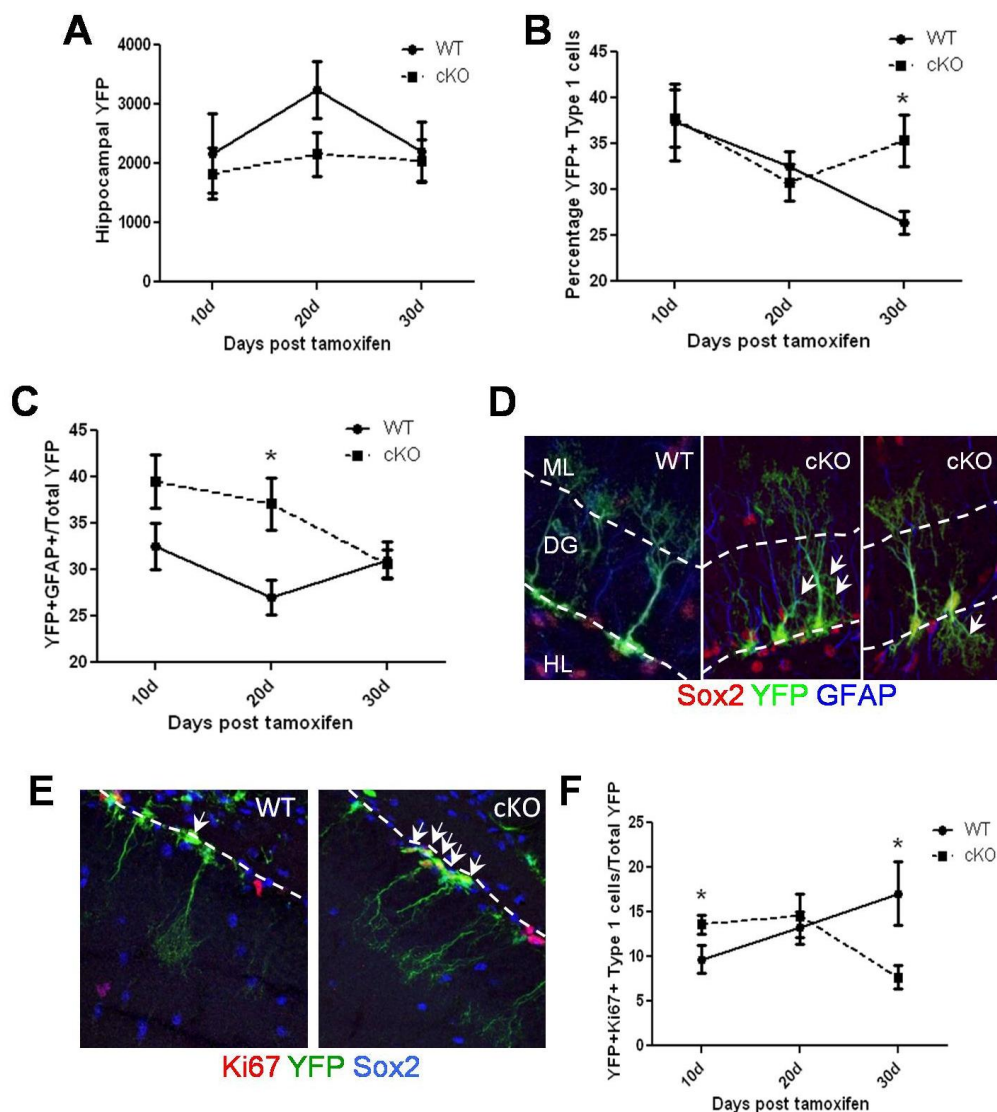 A
Hippocampal YFP
4000
3000
2000
1000
0
10d
20d
30d
Days post tamoxifen
WT
cKO
B
Percentage YFP+ Type 1 cells
45
40
35
30
25
20
*
10d
20d
30d
Days post tamoxifen
WT
cKO
C
YFP+GFAP+/Total YFP
45
40
35
30
25
20
*
10d
20d
30d
Days post tamoxifen
WT
cKO
D
ML
WT
cKO
cKO
DG
HL
Sox2 YFP GFAP
E
WT
cKO
Ki67 YFP Sox2
F
YFP+Ki67+ Type 1 cells/Total YFP
25
20
15
10
5
0
*
*
10d
20d
30d
Days post tamoxifen
WT
cKO